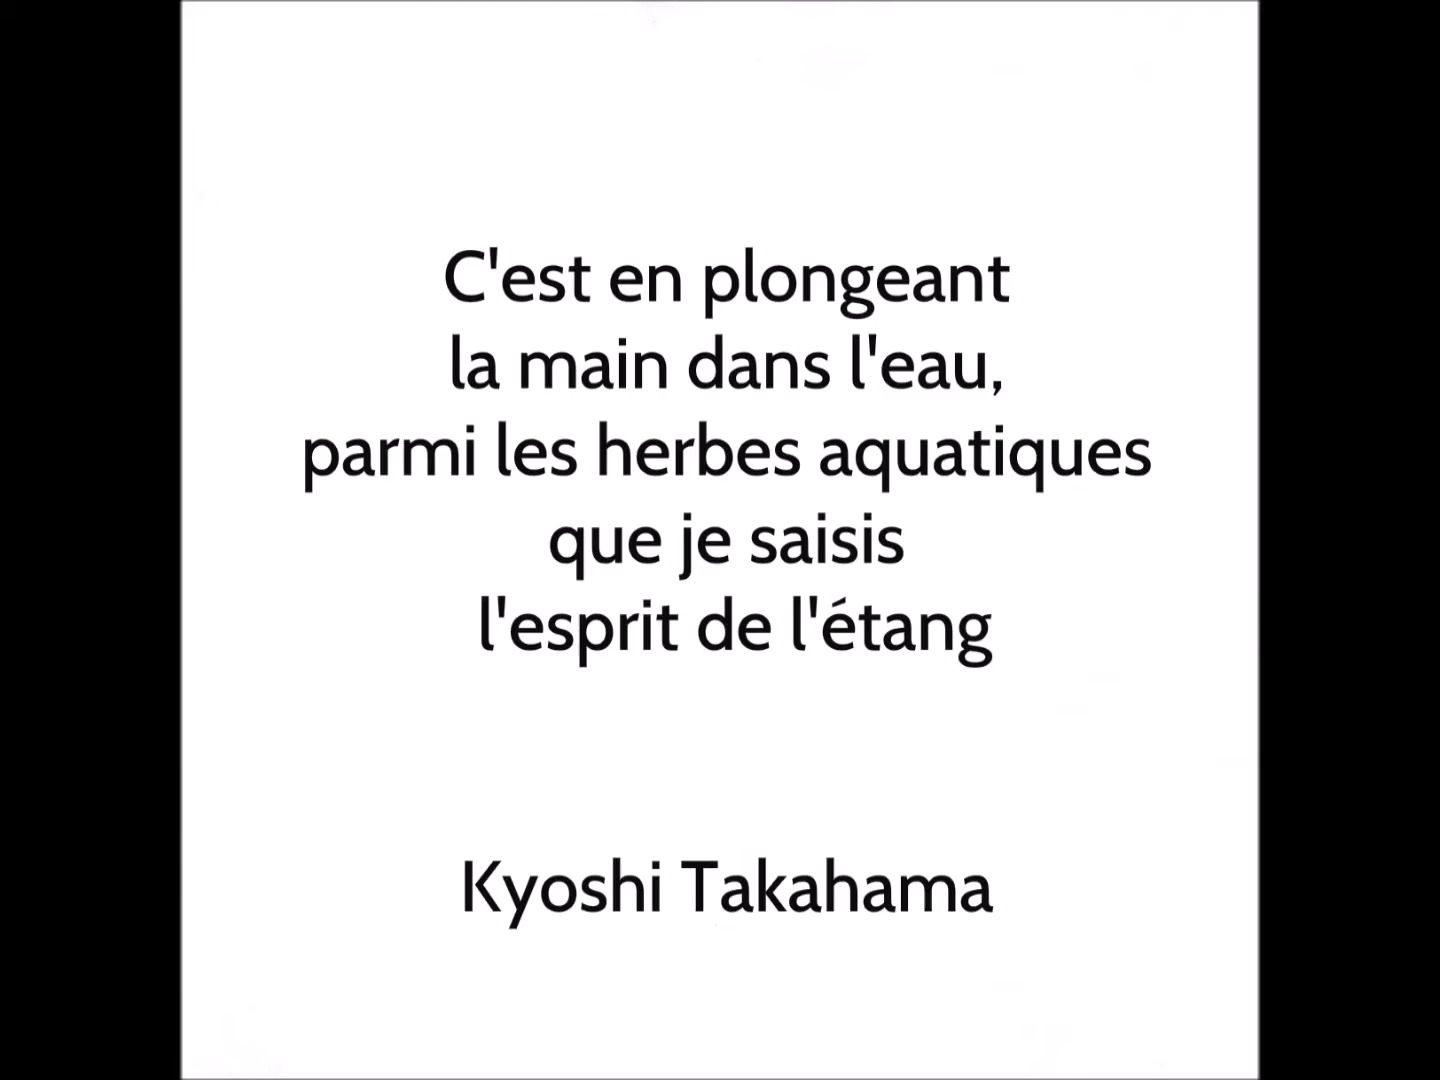 C'est en plongeant
la main dans l'eau,
parmi les herbes aquatiques
que je saisis
l'esprit de l'étang
Kyoshi Takahama